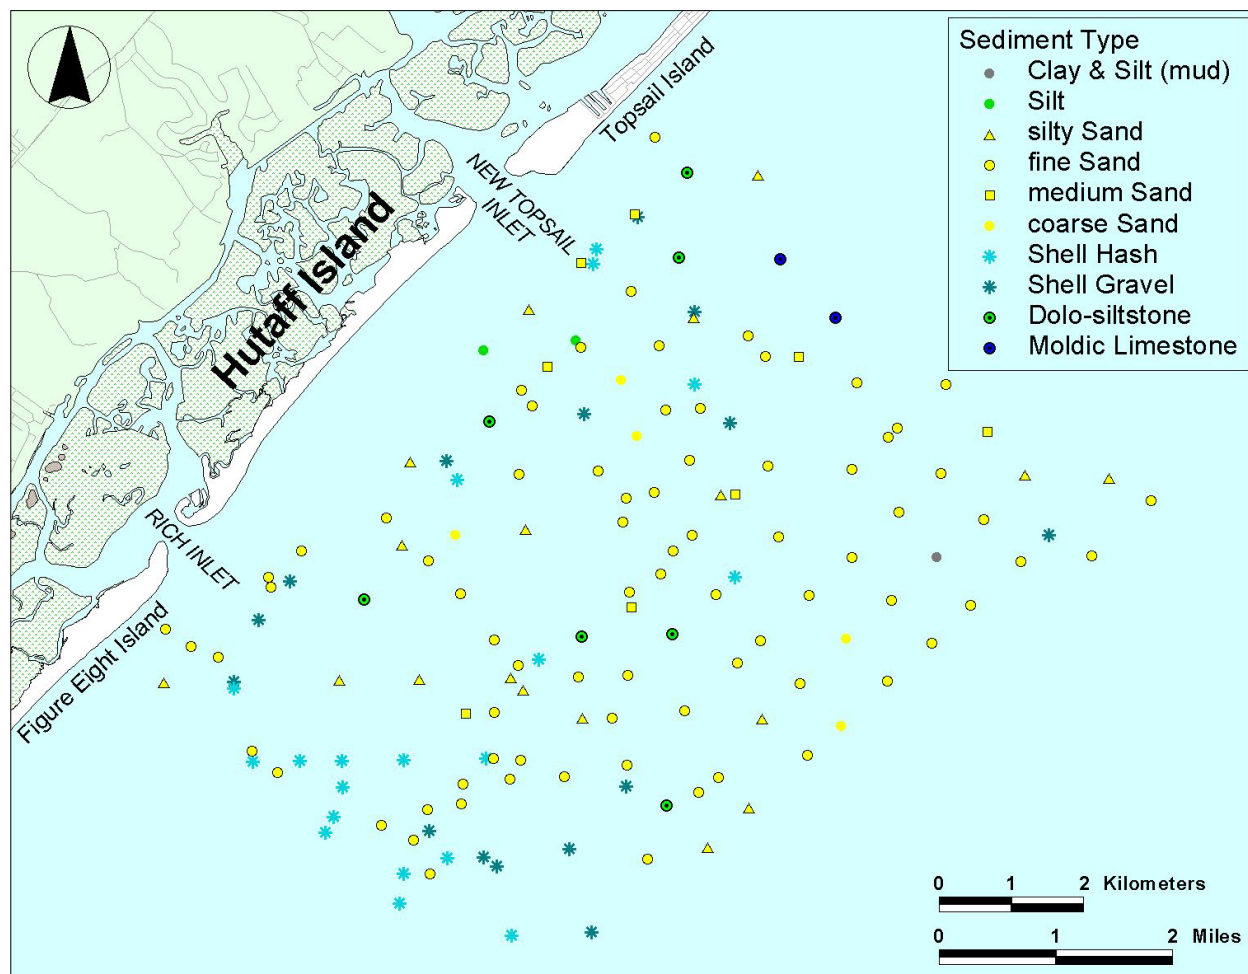 Topsail Island
NEW TOPSAIL
INLET
Hutaff Island
RICH INLET
Figure Eight Island
Sediment Type
Clay & Silt (mud)
Silt
silty Sand
fine Sand
medium Sand
coarse Sand
Shell Hash
Shell Gravel
Dolo-siltstone
Moldic Limestone
0 1 2 Kilometers
0 1 2 Miles